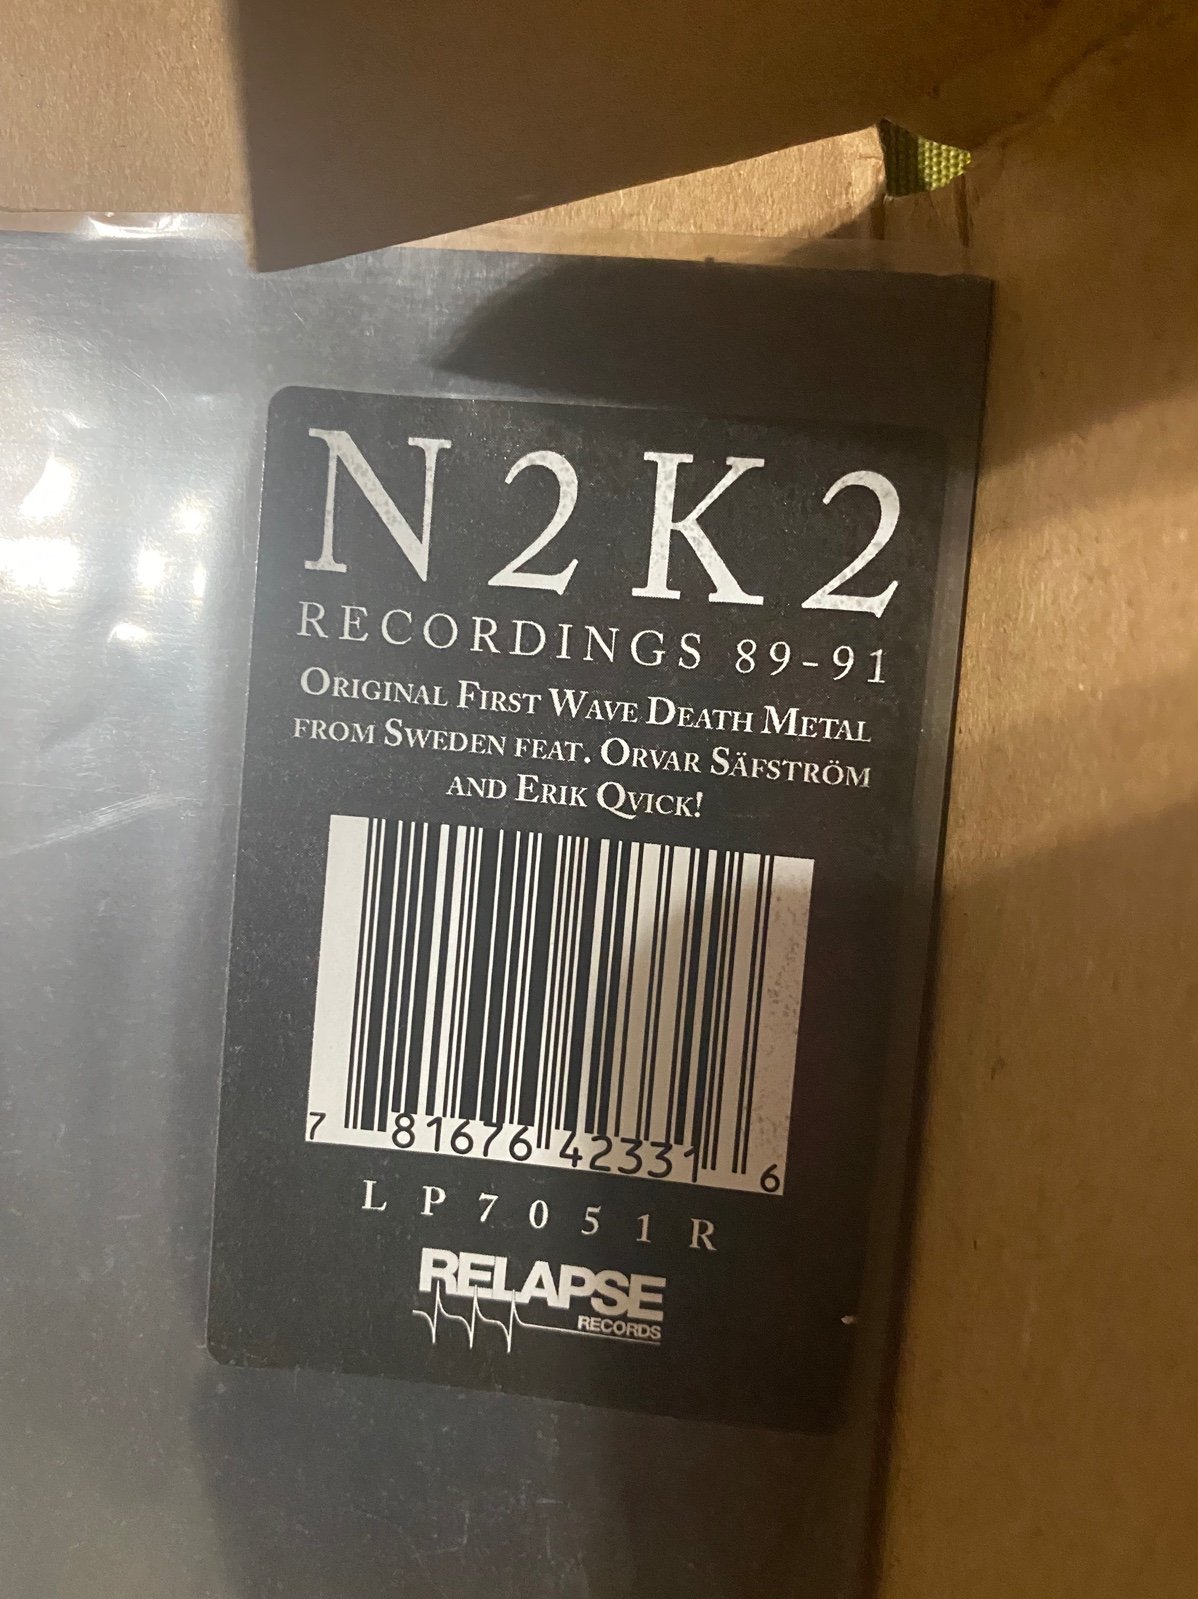 N2K2
RECORDINGS 89-91
ORIGINAL FIRST WAVE DEATH METAL
FROM SWEDEN FEAT. ORVAR SÄFSTRÖM
AND ERIK QVICK!
7 81676 42331 6
LP7051R
RELAPSE
RECORDS